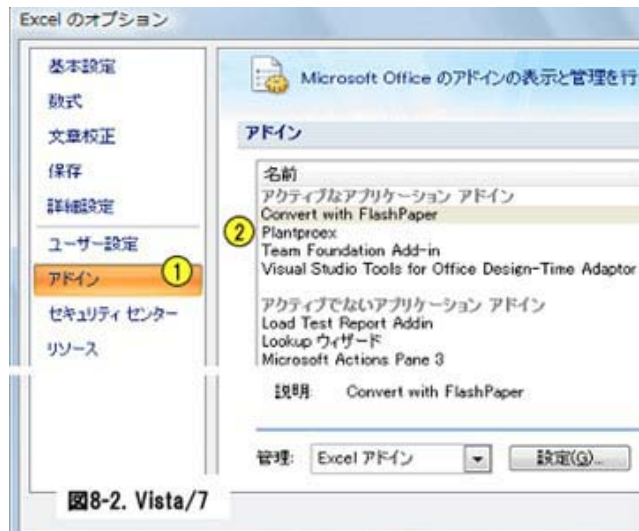 Excel のオプション
基本設定
数式
文章校正
保存
詳細設定
ユーザー設定
アドイン ①
セキュリティ センター
リソース
Microsoft Office のアドインの表示と管理を行
アドイン
名前
アクティブなアプリケーション アドイン
Convert with FlashPaper
② Plantproex
Team Foundation Add-in
Visual Studio Tools for Office Design-Time Adaptor
アクティブでないアプリケーション アドイン
Load Test Report Addin
Lookup ウィザード
Microsoft Actions Pane 3
説明: Convert with FlashPaper
管理: Excel アドイン 設定(G)...
図8-2. Vista/7